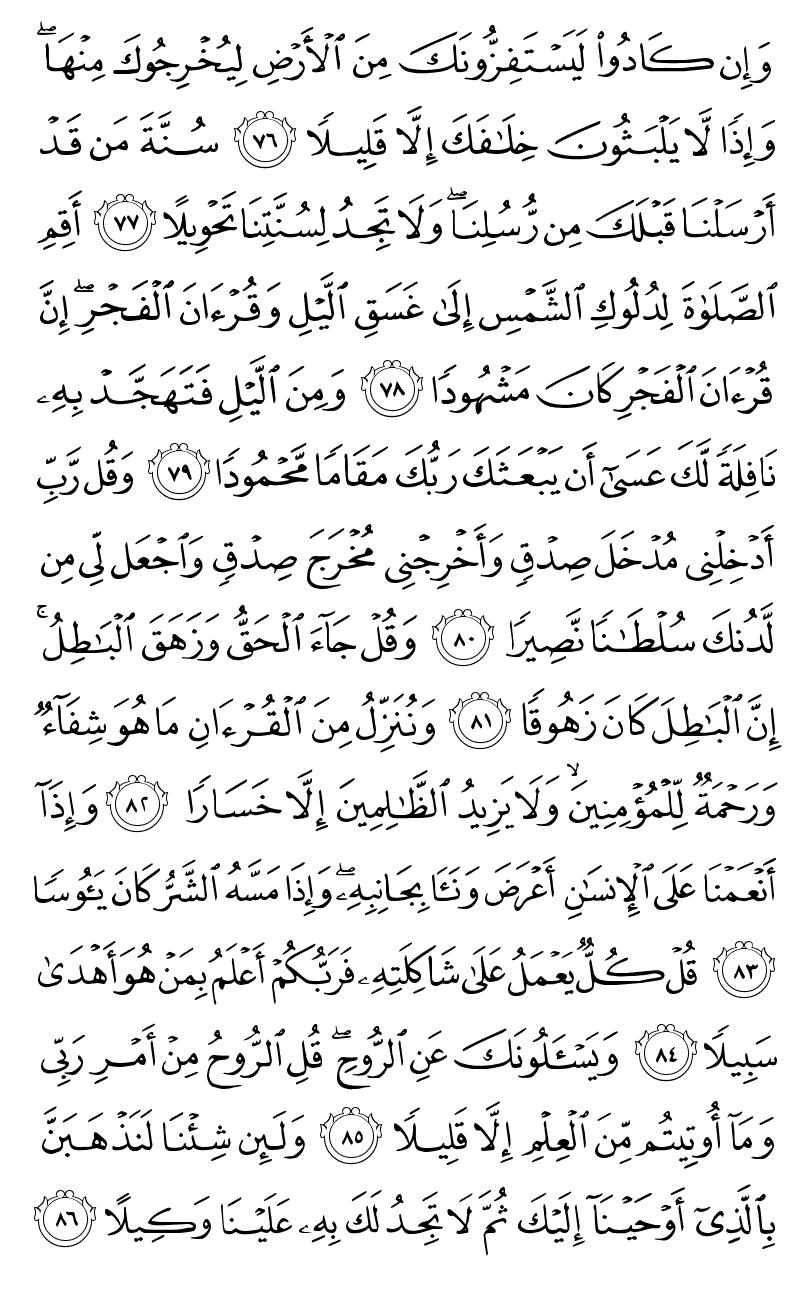 وَإِن كَادُوا۟ لَيَسْتَفِزُّونَكَ مِنَ ٱلْأَرْضِ لِيُخْرِجُوكَ مِنْهَا ۖ
وَإِذًا لَّا يَلْبَثُونَ خِلَـٰفَكَ إِلَّا قَلِيلًا ٧٦ سُنَّةَ مَن قَدْ
أَرْسَلْنَا قَبْلَكَ مِن رُّسُلِنَا ۖ وَلَا تَجِدُ لِسُنَّتِنَا تَحْوِيلًا ٧٧ أَقِمِ
ٱلصَّلَوٰةَ لِدُلُوكِ ٱلشَّمْسِ إِلَىٰ غَسَقِ ٱلَّيْلِ وَقُرْءَانَ ٱلْفَجْرِ ۖ إِنَّ
قُرْءَانَ ٱلْفَجْرِ كَانَ مَشْهُودًا ٧٨ وَمِنَ ٱلَّيْلِ فَتَهَجَّدْ بِهِۦ
نَافِلَةً لَّكَ عَسَىٰٓ أَن يَبْعَثَكَ رَبُّكَ مَقَامًا مَّحْمُودًا ٧٩ وَقُل رَّبِّ
أَدْخِلْنِى مُدْخَلَ صِدْقٍ وَأَخْرِجْنِى مُخْرَجَ صِدْقٍ وَٱجْعَل لِّى مِن
لَّدُنكَ سُلْطَـٰنًا نَّصِيرًا ٨٠ وَقُلْ جَآءَ ٱلْحَقُّ وَزَهَقَ ٱلْبَـٰطِلُ ۚ
إِنَّ ٱلْبَـٰطِلَ كَانَ زَهُوقًا ٨١ وَنُنَزِّلُ مِنَ ٱلْقُرْءَانِ مَا هُوَ شِفَآءٌ
وَرَحْمَةٌ لِّلْمُؤْمِنِينَ ۙ وَلَا يَزِيدُ ٱلظَّـٰلِمِينَ إِلَّا خَسَارًا ٨٢ وَإِذَآ
أَنْعَمْنَا عَلَى ٱلْإِنسَـٰنِ أَعْرَضَ وَنَـَٔا بِجَانِبِهِۦ ۖ وَإِذَا مَسَّهُ ٱلشَّرُّ كَانَ يَـُٔوسًا
٨٣ قُلْ كُلٌّ يَعْمَلُ عَلَىٰ شَاكِلَتِهِۦ فَرَبُّكُمْ أَعْلَمُ بِمَنْ هُوَ أَهْدَىٰ
سَبِيلًا ٨٤ وَيَسْـَٔلُونَكَ عَنِ ٱلرُّوحِ ۖ قُلِ ٱلرُّوحُ مِنْ أَمْرِ رَبِّى
وَمَآ أُوتِيتُم مِّنَ ٱلْعِلْمِ إِلَّا قَلِيلًا ٨٥ وَلَئِن شِئْنَا لَنَذْهَبَنَّ
بِٱلَّذِىٓ أَوْحَيْنَآ إِلَيْكَ ثُمَّ لَا تَجِدُ لَكَ بِهِۦ عَلَيْنَا وَكِيلًا ٨٦